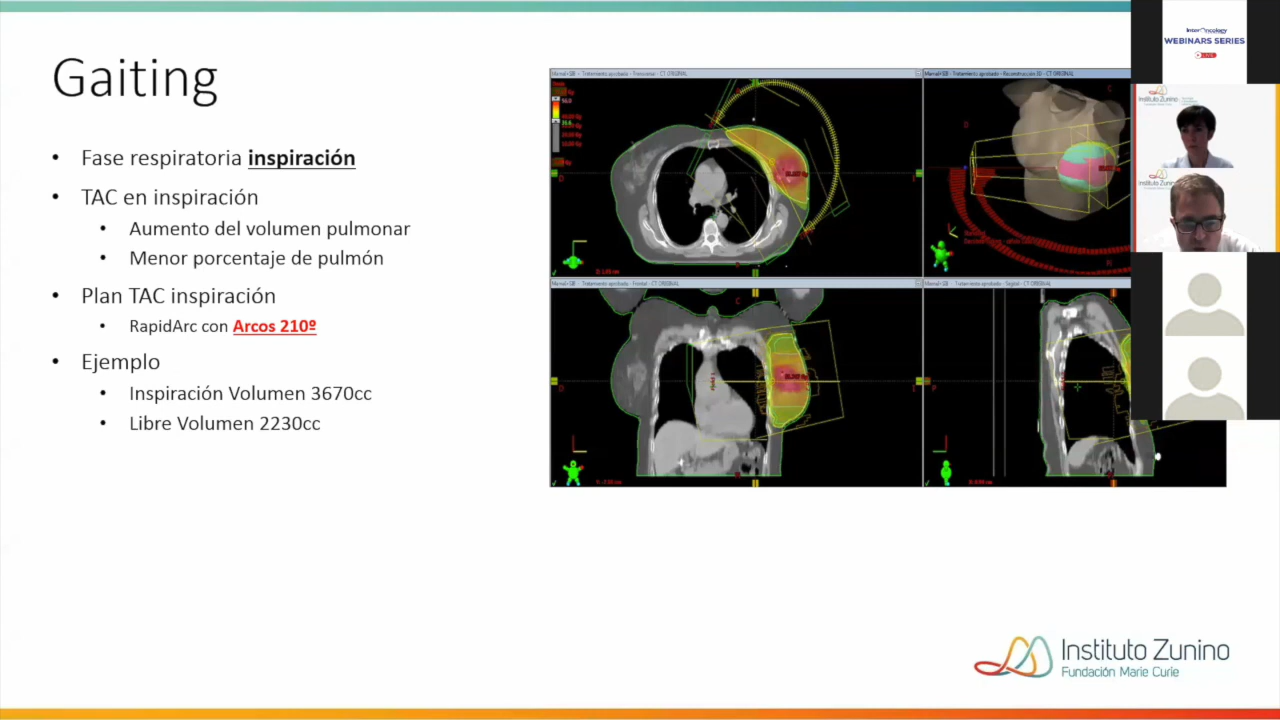 Gaiting
• Fase respiratoria inspiración
• TAC en inspiración
• Aumento del volumen pulmonar
• Menor porcentaje de pulmón
• Plan TAC inspiración
• RapidArc con Arcos 210º
• Ejemplo
• Inspiración Volumen 3670cc
• Libre Volumen 2230cc
InterOncology
WEBINARS SERIES
Instituto Zunino
Fundación Marie Curie